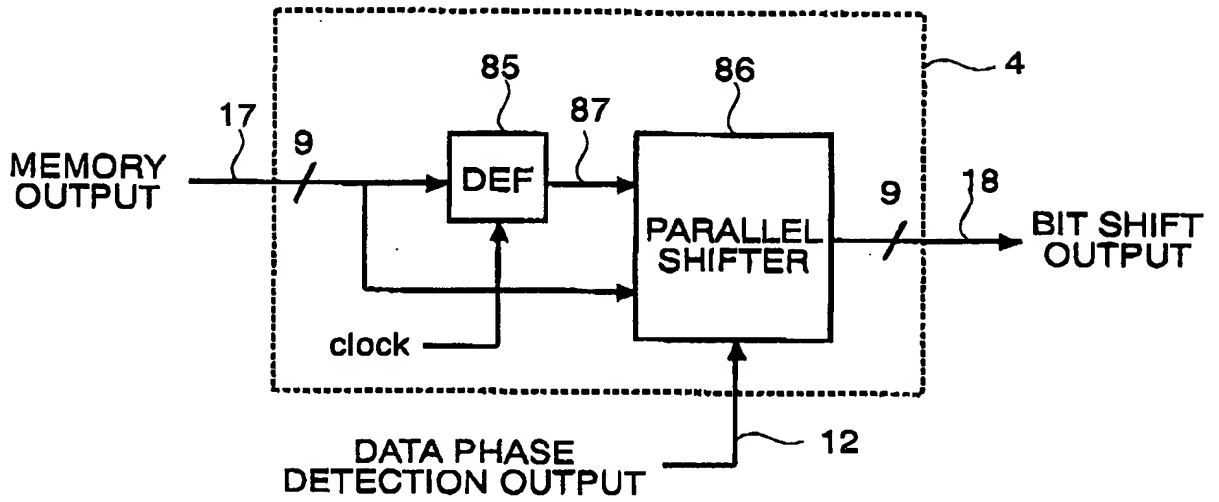 4
85
86
17
87
9
MEMORY
OUTPUT
DEF
9
18
PARALLEL
SHIFTER
BIT SHIFT
OUTPUT
clock
12
DATA PHASE
DETECTION OUTPUT